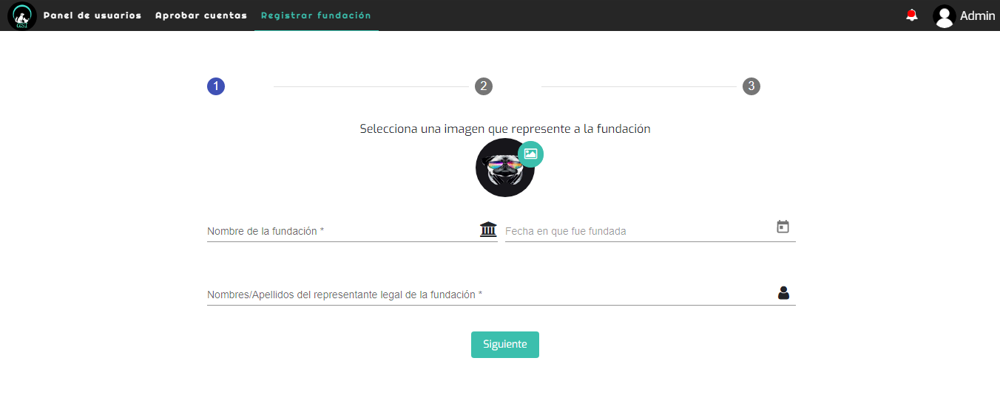 Panel de usuarios Aprobar cuentas Registrar fundación Admin
1 2 3
Selecciona una imagen que represente a la fundación
Nombre de la fundación * Fecha en que fue fundada
Nombres/Apellidos del representante legal de la fundación *
Siguiente